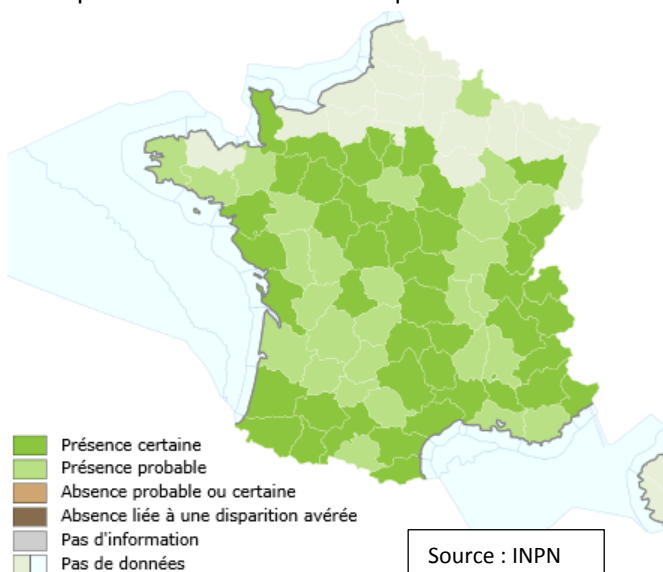 Présence certaine
Présence probable
Absence probable ou certaine
Absence liée à une disparition avérée
Pas d'information
Pas de données
Source : INPN